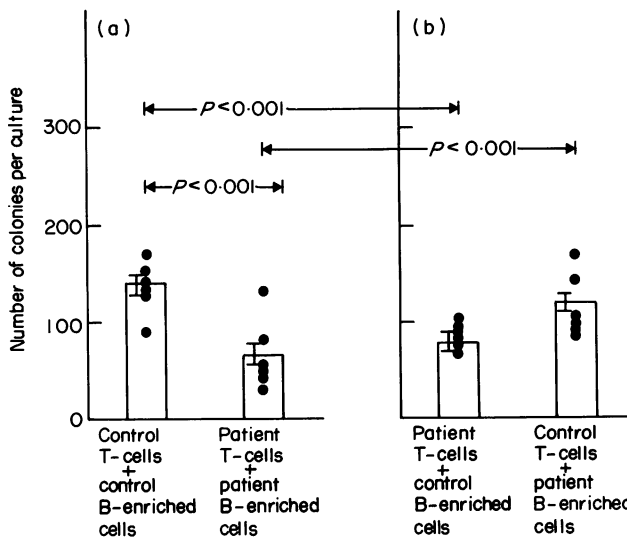 (a)
(b)
Number of colonies per culture
300
200
100
0
P<0·001
P<0·001
P<0·001
Control
T-cells
+
control
B-enriched
cells
Patient
T-cells
+
patient
B-enriched
cells
Patient
T-cells
+
control
B-enriched
cells
Control
T-cells
+
patient
B-enriched
cells